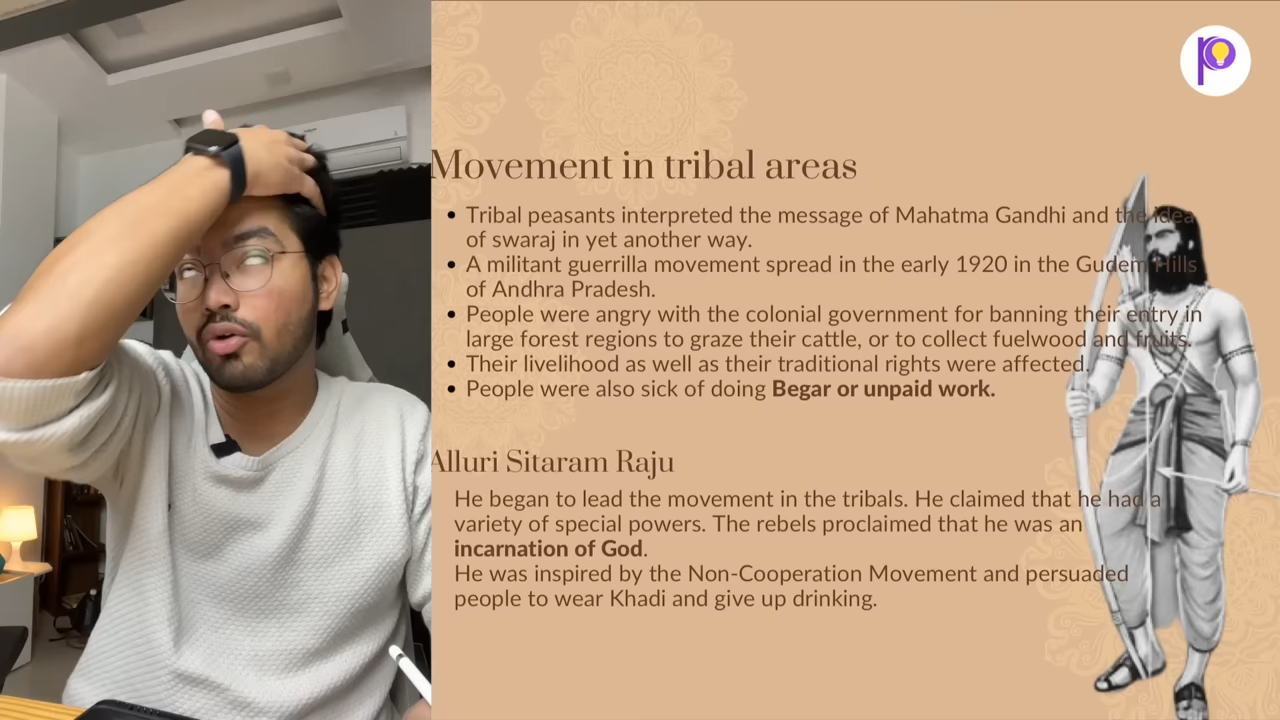 Movement in tribal areas
• Tribal peasants interpreted the message of Mahatma Gandhi and the idea
of swaraj in yet another way.
• A militant guerrilla movement spread in the early 1920 in the Gudem Hills
of Andhra Pradesh.
• People were angry with the colonial government for banning their entry in
large forest regions to graze their cattle, or to collect fuelwood and fruits.
• Their livelihood as well as their traditional rights were affected.
• People were also sick of doing Begar or unpaid work.
Alluri Sitaram Raju
He began to lead the movement in the tribals. He claimed that he had a
variety of special powers. The rebels proclaimed that he was an
incarnation of God.
He was inspired by the Non-Cooperation Movement and persuaded
people to wear Khadi and give up drinking.